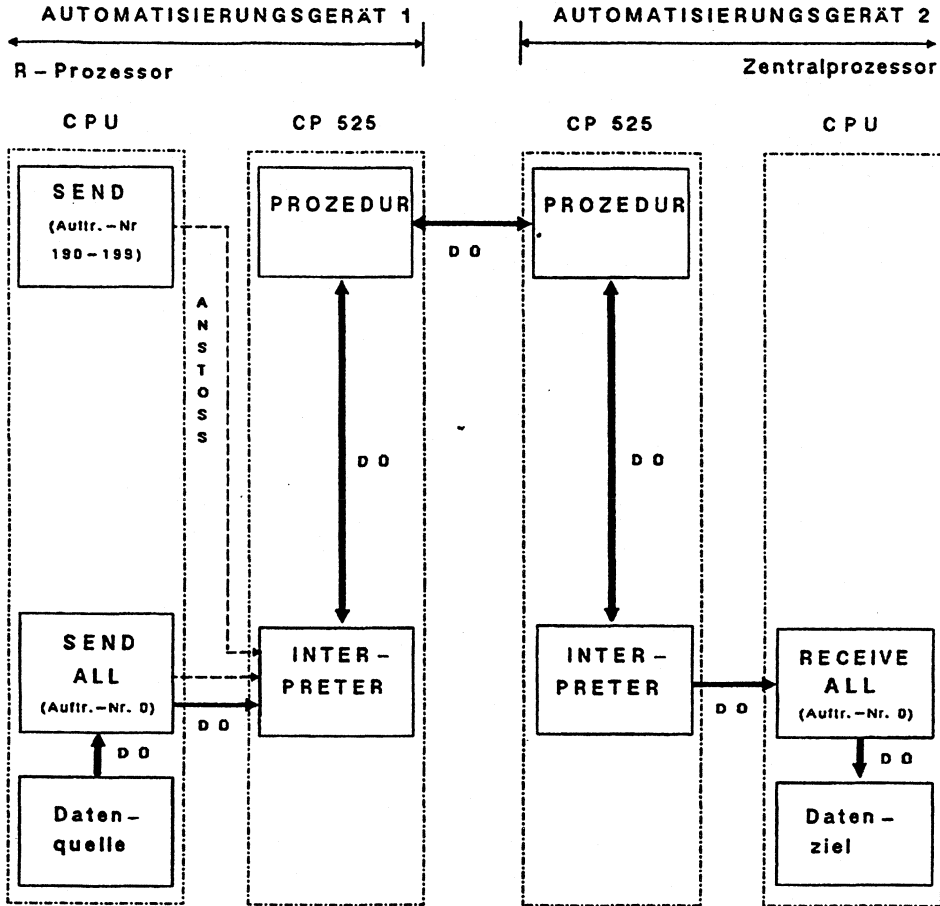 AUTOMATISIERUNGSGERÄT 1
AUTOMATISIERUNGSGERÄT 2
R – Prozessor
Zentralprozessor
CPU
CP 525
CP 525
CPU
SEND
(Auftr.–Nr
190–199)
PROZEDUR
PROZEDUR
DO
ANSTOSS
DO
DO
SEND
ALL
(Auftr.–Nr. 0)
INTER–
PRETER
INTER–
PRETER
RECEIVE
ALL
(Auftr.–Nr. 0)
DO
DO
DO
DO
Daten–
quelle
Daten–
ziel